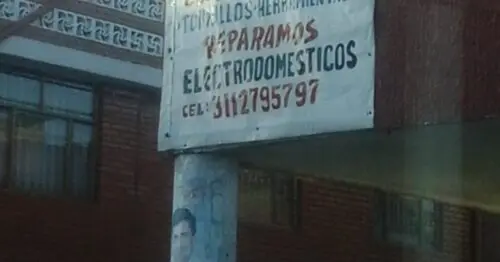 TORNILLOS-HERRAMIENTAS
REPARAMOS
ELECTRODOMESTICOS
CEL: 3112795797